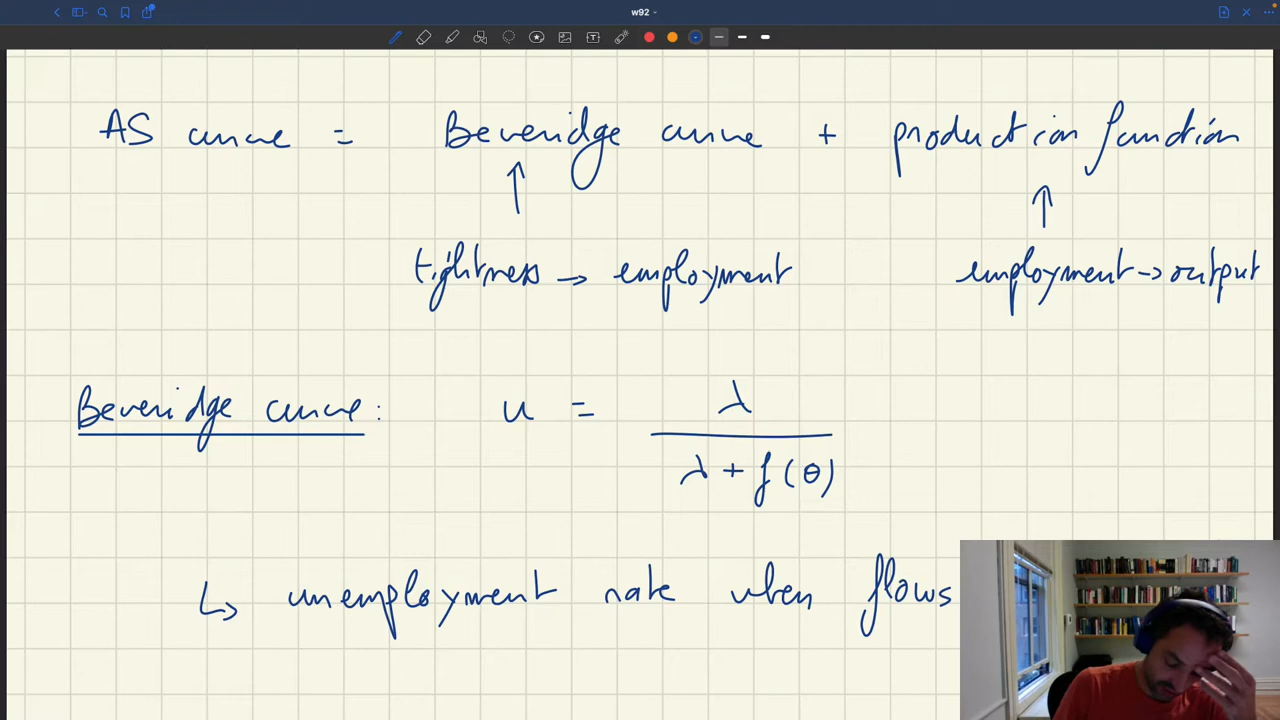 w92
AS curve = Beveridge curve + production function
↑ ↑
tightness → employment employment → output
Beveridge curve: u = λ / (λ + f(θ))
↳ unemployment rate when flows